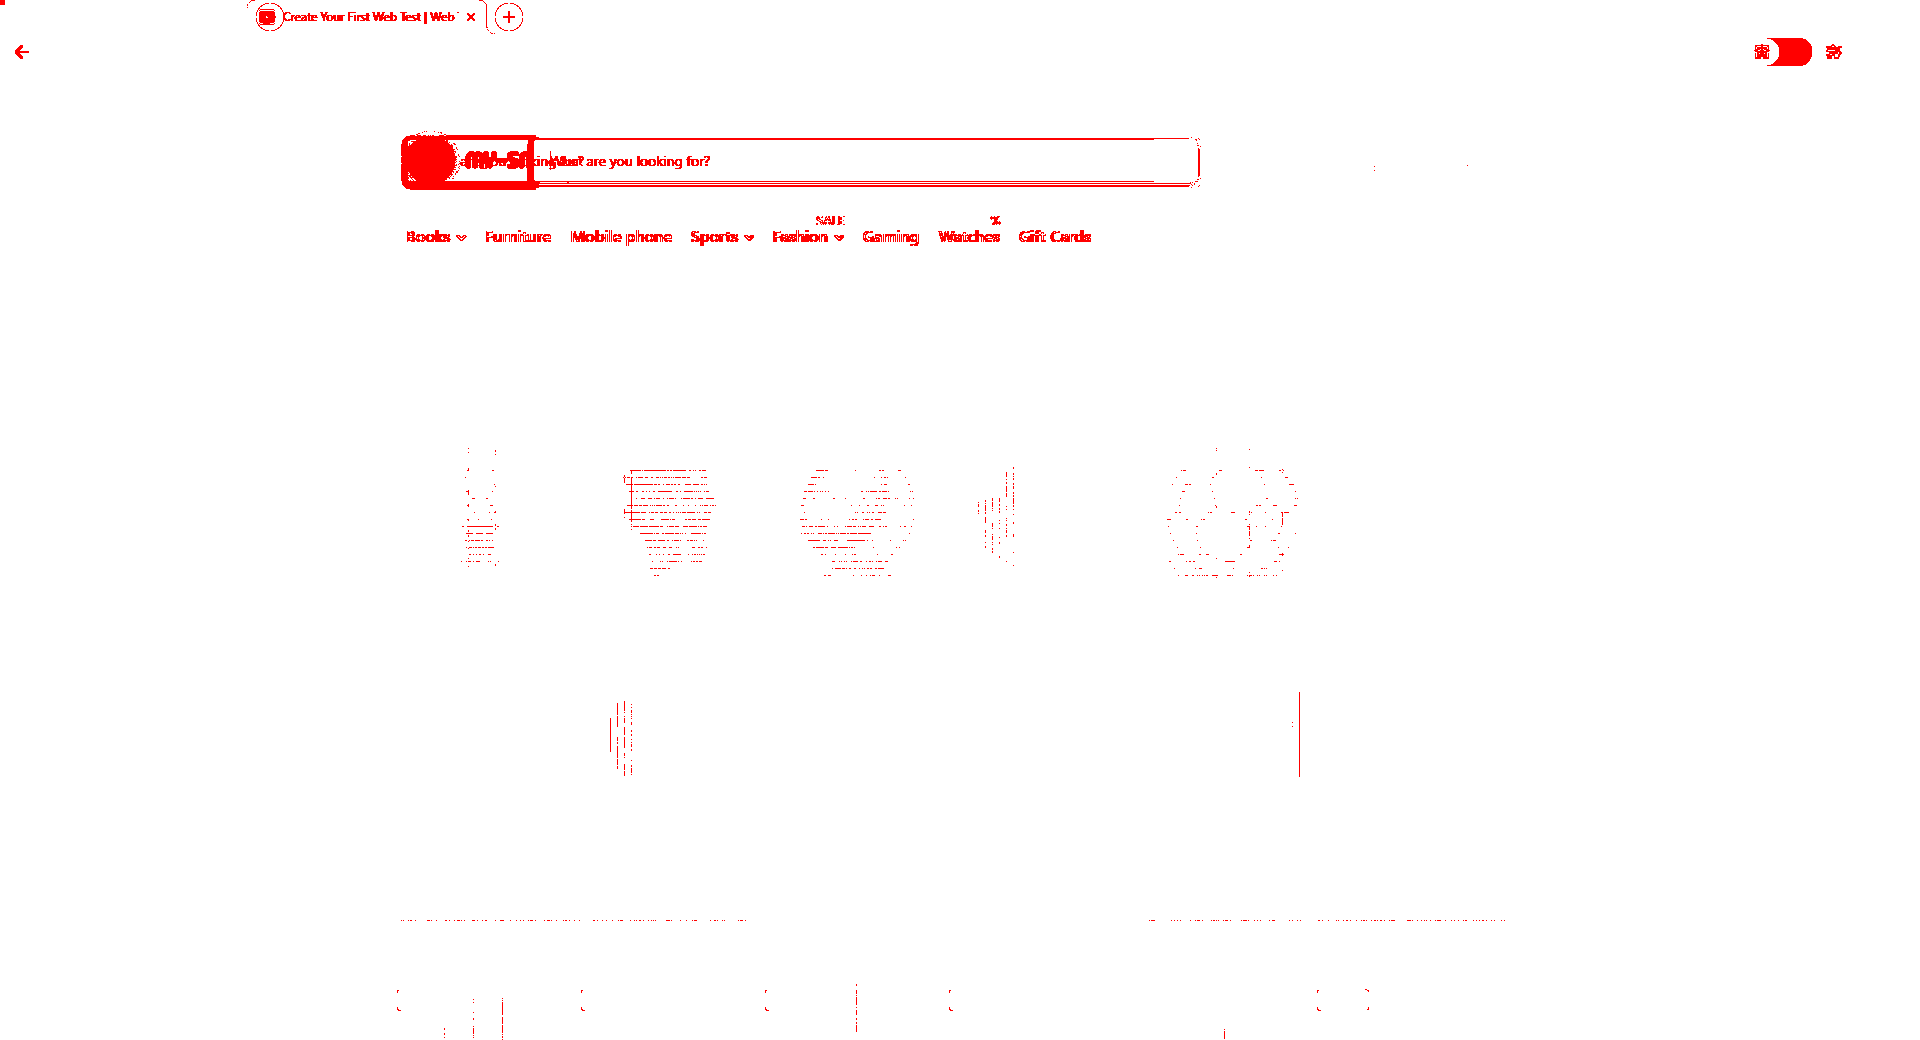 Create Your First Web Test | Web
are you looking for?
SALE
%
Books
Furniture
Mobile phone
Sports
Fashion
Gaming
Watches
Gift Cards